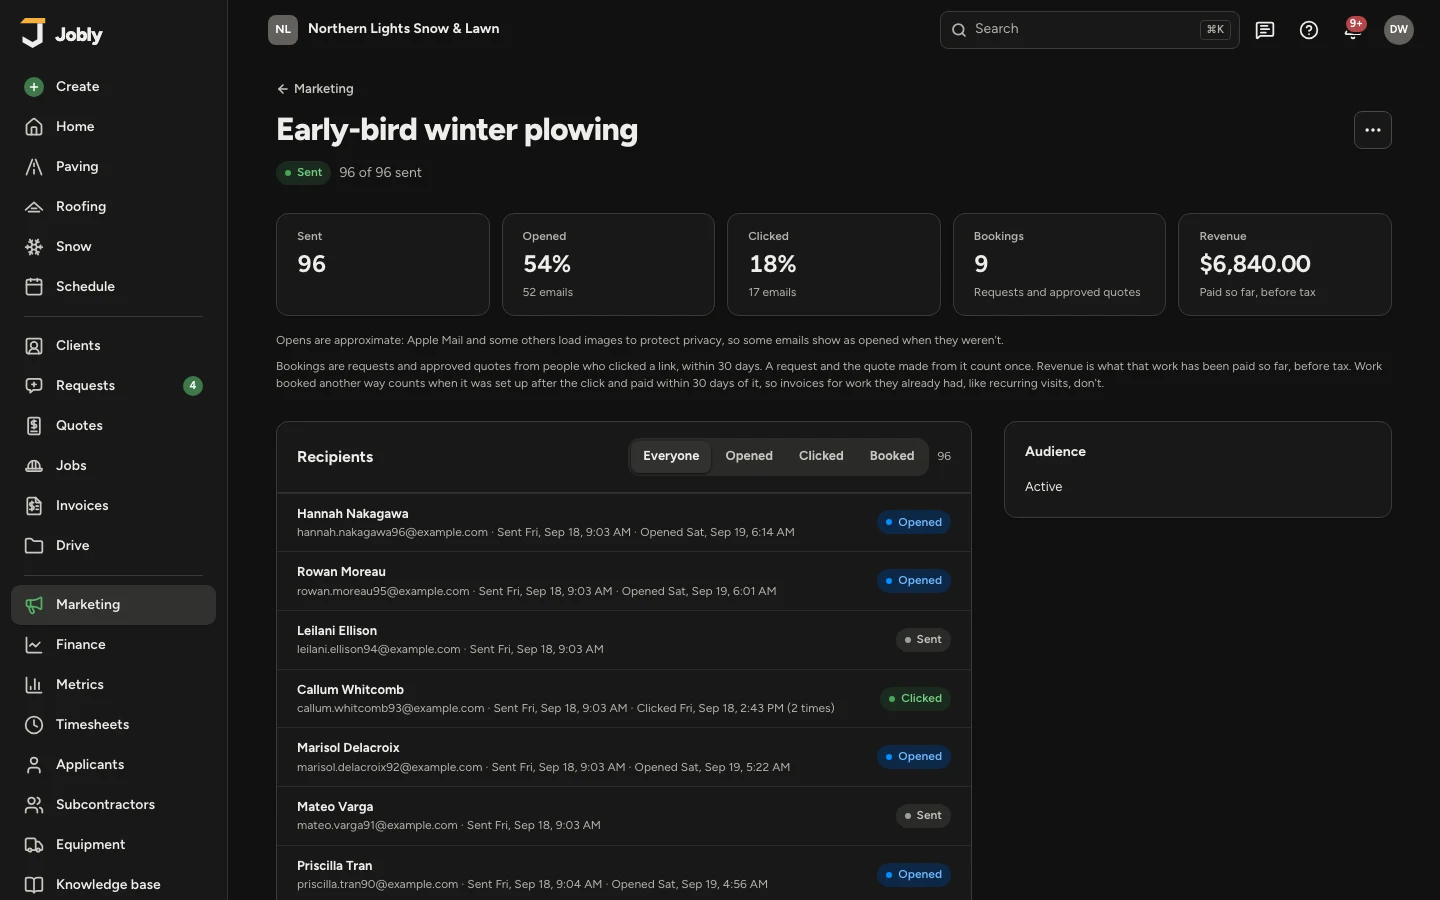 Jobly
NL
Northern Lights Snow & Lawn
Search
⌘K
9+
DW
Create
Home
Paving
Roofing
Snow
Schedule
Clients
Requests
4
Quotes
Jobs
Invoices
Drive
Marketing
Finance
Metrics
Timesheets
Applicants
Subcontractors
Equipment
Knowledge base
← Marketing
Early-bird winter plowing
Sent
96 of 96 sent
Sent
96
Opened
54%
52 emails
Clicked
18%
17 emails
Bookings
9
Requests and approved quotes
Revenue
$6,840.00
Paid so far, before tax
Opens are approximate: Apple Mail and some others load images to protect privacy, so some emails show as opened when they weren't.
Bookings are requests and approved quotes from people who clicked a link, within 30 days. A request and the quote made from it count once. Revenue is what that work has been paid so far, before tax. Work
booked another way counts when it was set up after the click and paid within 30 days of it, so invoices for work they already had, like recurring visits, don't.
Recipients
Everyone
Opened
Clicked
Booked
96
Hannah Nakagawa
hannah.nakagawa96@example.com · Sent Fri, Sep 18, 9:03 AM · Opened Sat, Sep 19, 6:14 AM
Opened
Rowan Moreau
rowan.moreau95@example.com · Sent Fri, Sep 18, 9:03 AM · Opened Sat, Sep 19, 6:01 AM
Opened
Leilani Ellison
leilani.ellison94@example.com · Sent Fri, Sep 18, 9:03 AM
Sent
Callum Whitcomb
callum.whitcomb93@example.com · Sent Fri, Sep 18, 9:03 AM · Clicked Fri, Sep 18, 2:43 PM (2 times)
Clicked
Marisol Delacroix
marisol.delacroix92@example.com · Sent Fri, Sep 18, 9:03 AM · Opened Sat, Sep 19, 5:22 AM
Opened
Mateo Varga
mateo.varga91@example.com · Sent Fri, Sep 18, 9:03 AM
Sent
Priscilla Tran
priscilla.tran90@example.com · Sent Fri, Sep 18, 9:04 AM · Opened Sat, Sep 19, 4:56 AM
Opened
Audience
Active